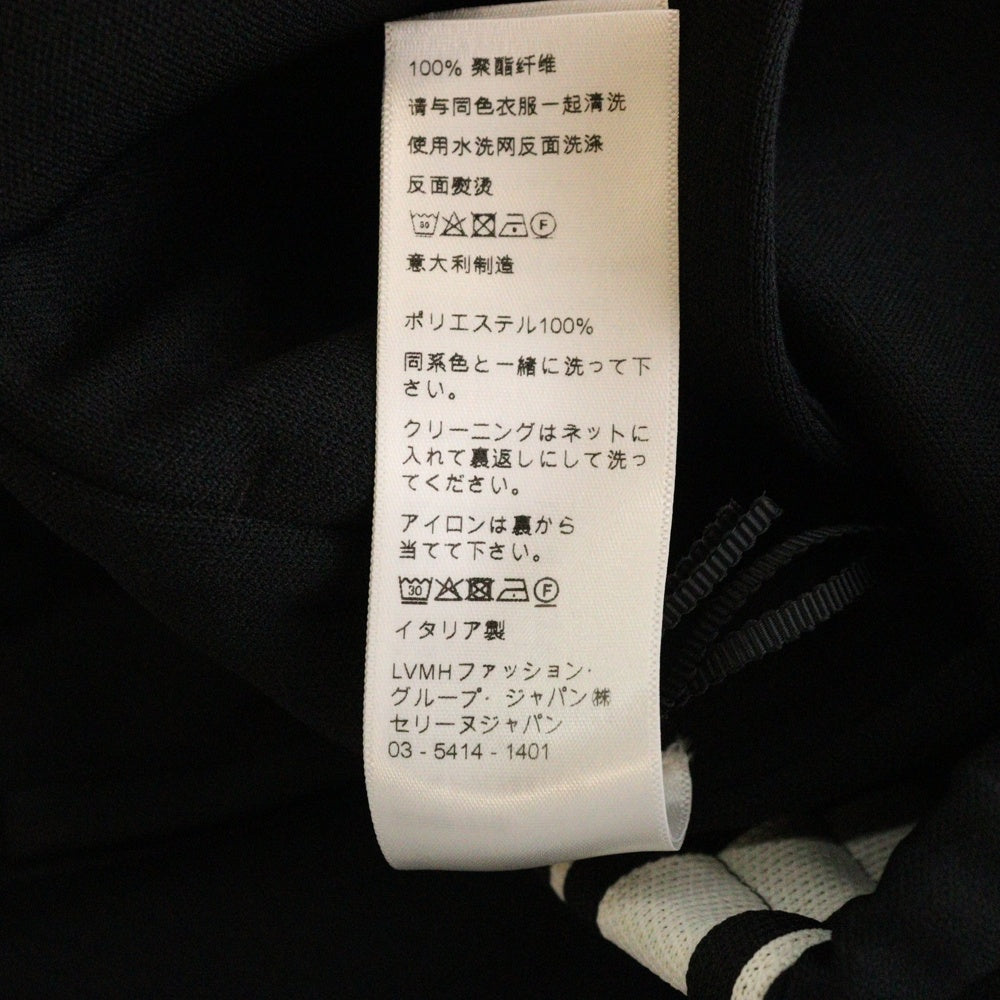 100% 聚酯纤维
请与同色衣服一起清洗
使用水洗网反面洗涤
反面熨烫
30 F
意大利制造
ポリエステル100%
同系色と一緒に洗って下
さい。
クリーニングはネットに
入れて裏返しにして洗っ
てください。
アイロンは裏から
当てて下さい。
30 F
イタリア製
LVMHファッション・
グループ・ジャパン㈱
セリーヌジャパン
03 - 5414 - 1401